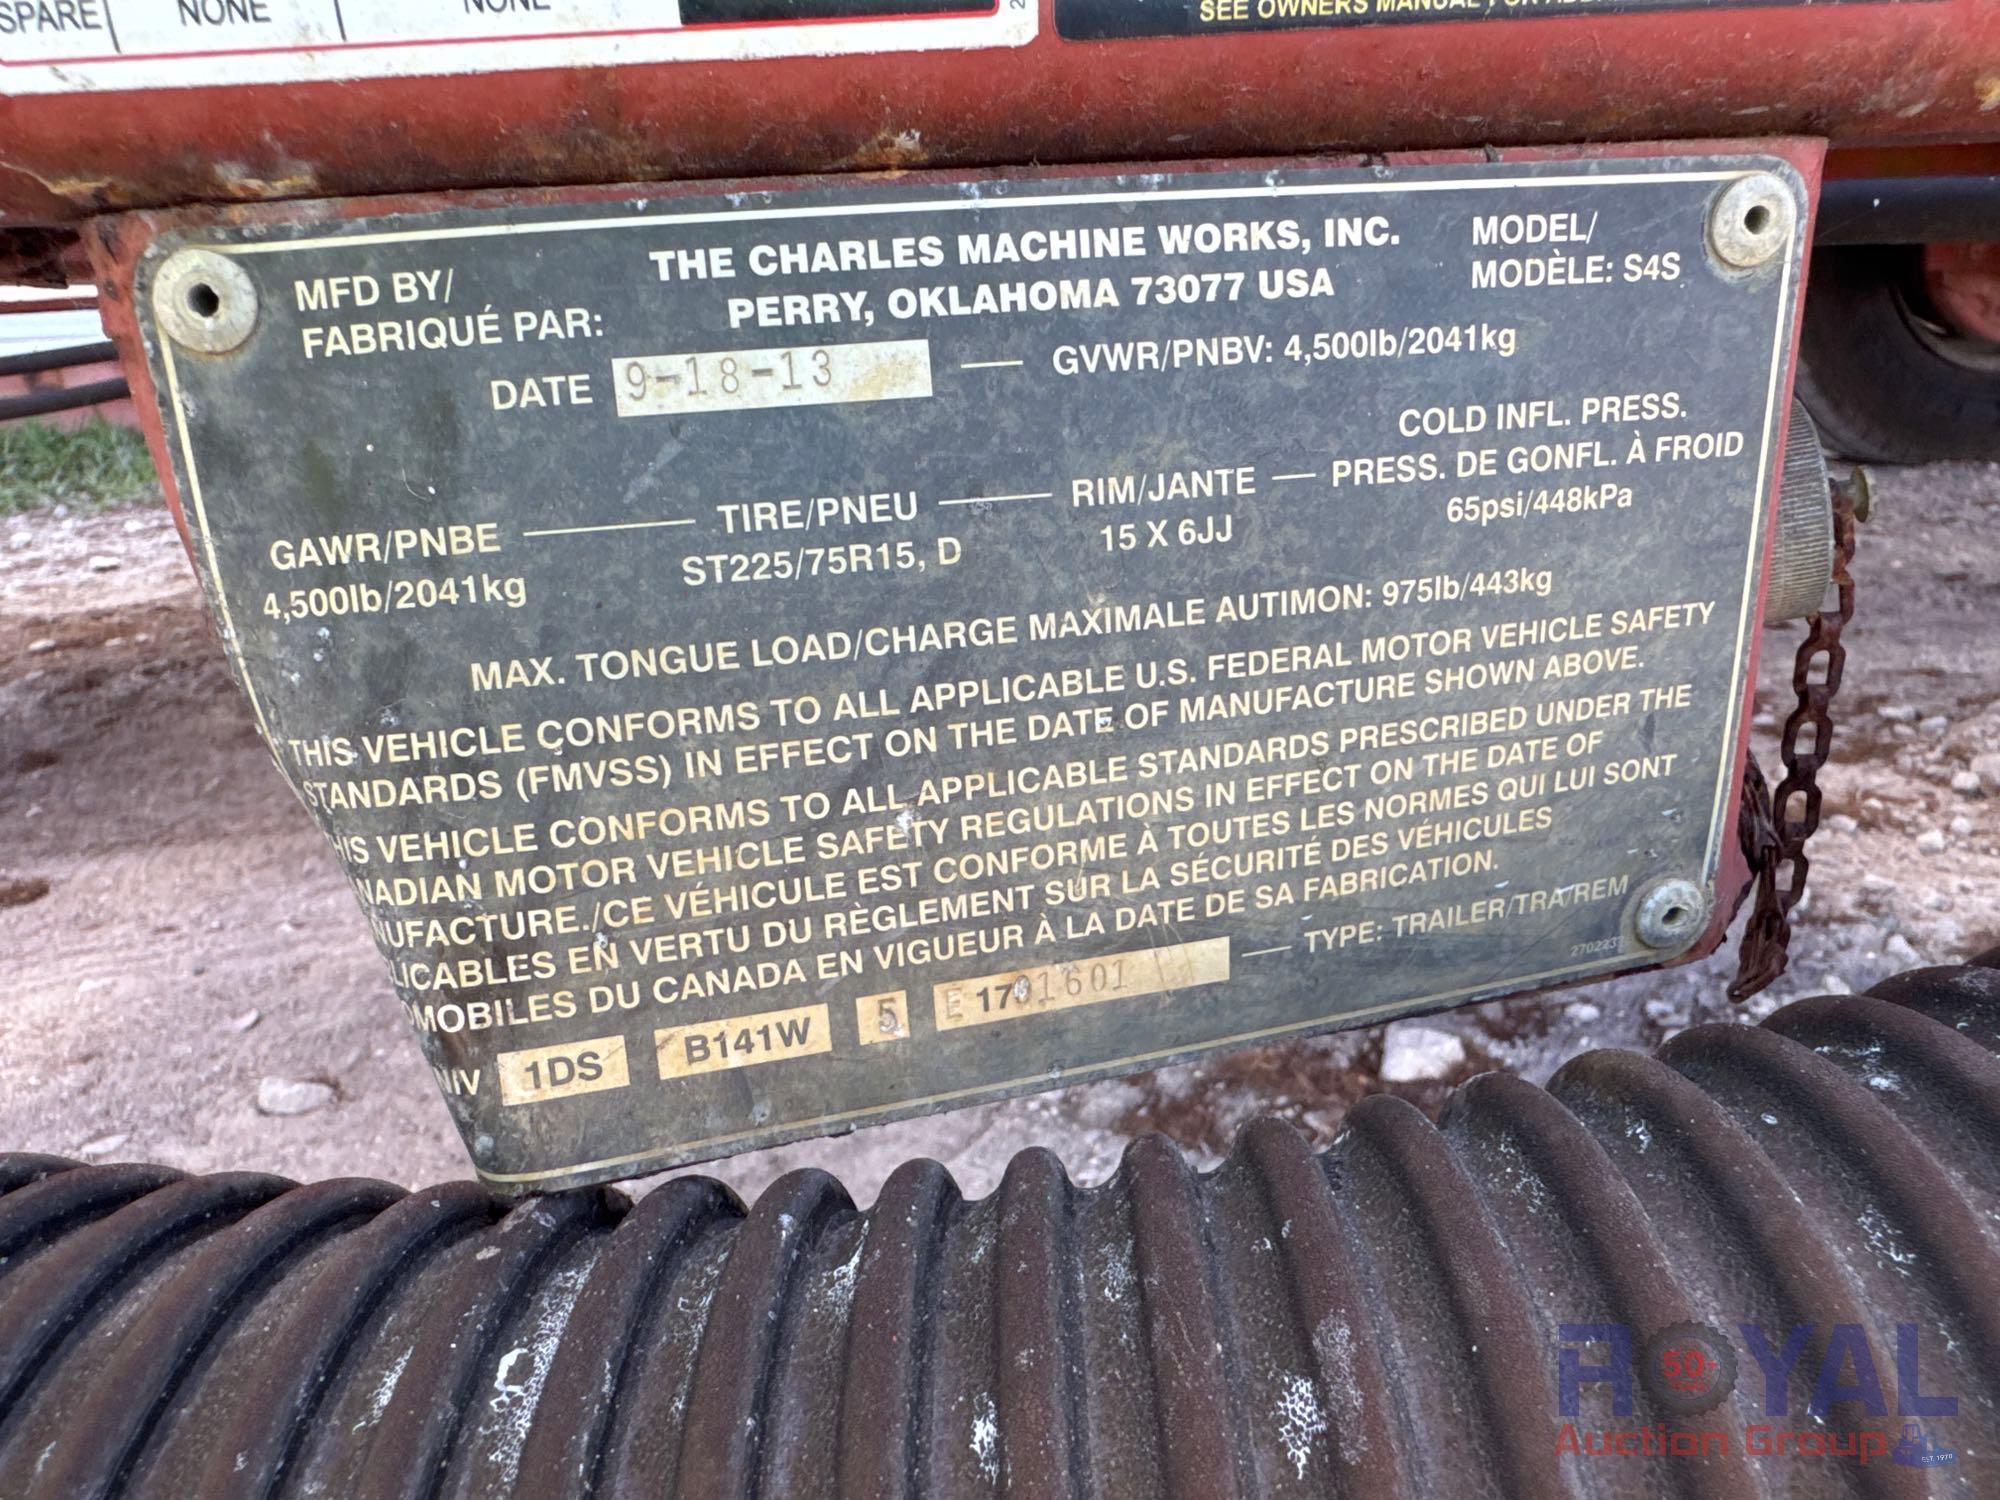 SPARE NONE NONE
SEE OWNERS MANUAL FOR
MFD BY/
FABRIQUÉ PAR:
THE CHARLES MACHINE WORKS, INC.
PERRY, OKLAHOMA 73077 USA
MODEL/
MODÈLE: S4S
DATE 9-18-13 — GVWR/PNBV: 4,500lb/2041kg
COLD INFL. PRESS.
GAWR/PNBE — TIRE/PNEU — RIM/JANTE — PRESS. DE GONFL. À FROID
4,500lb/2041kg ST225/75R15, D 15 X 6JJ 65psi/448kPa
MAX. TONGUE LOAD/CHARGE MAXIMALE AUTIMON: 975lb/443kg
THIS VEHICLE CONFORMS TO ALL APPLICABLE U.S. FEDERAL MOTOR VEHICLE SAFETY
STANDARDS (FMVSS) IN EFFECT ON THE DATE OF MANUFACTURE SHOWN ABOVE.
HIS VEHICLE CONFORMS TO ALL APPLICABLE STANDARDS PRESCRIBED UNDER THE
NADIAN MOTOR VEHICLE SAFETY REGULATIONS IN EFFECT ON THE DATE OF
NUFACTURE./CE VÉHICULE EST CONFORME À TOUTES LES NORMES QUI LUI SONT
LICABLES EN VERTU DU RÈGLEMENT SUR LA SÉCURITÉ DES VÉHICULES
OMOBILES DU CANADA EN VIGUEUR À LA DATE DE SA FABRICATION.
NIV 1DS B141W 5 E 1701601 — TYPE: TRAILER/TRA/REM
ROYAL
50
Auction Group
EST. 1970